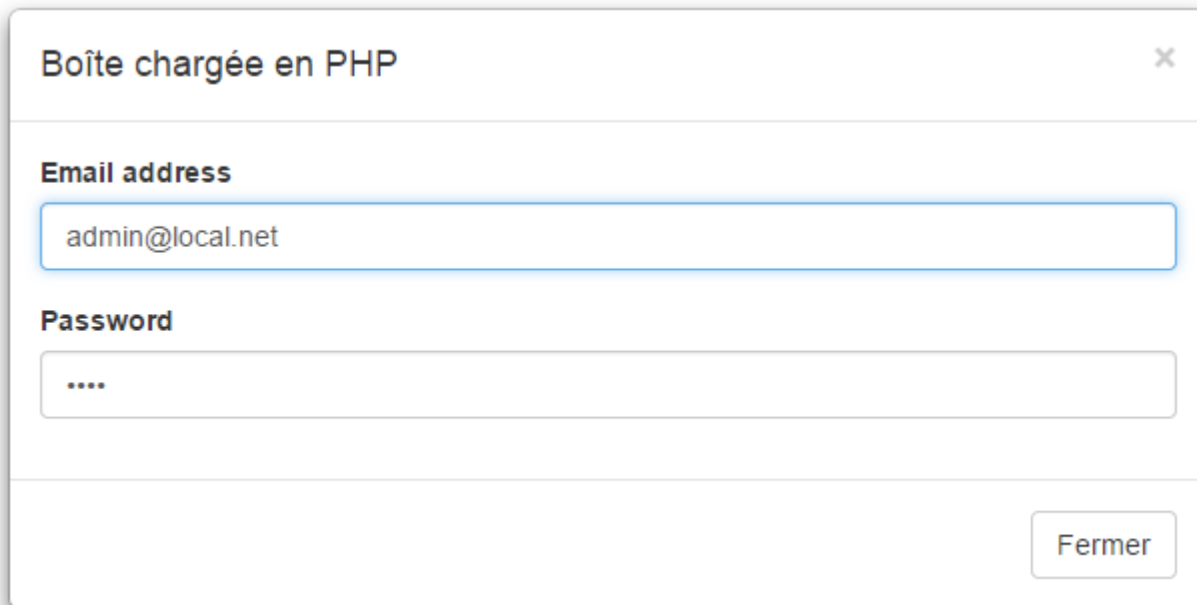 Boîte chargée en PHP ×
Email address
admin@local.net
Password
••••
Fermer